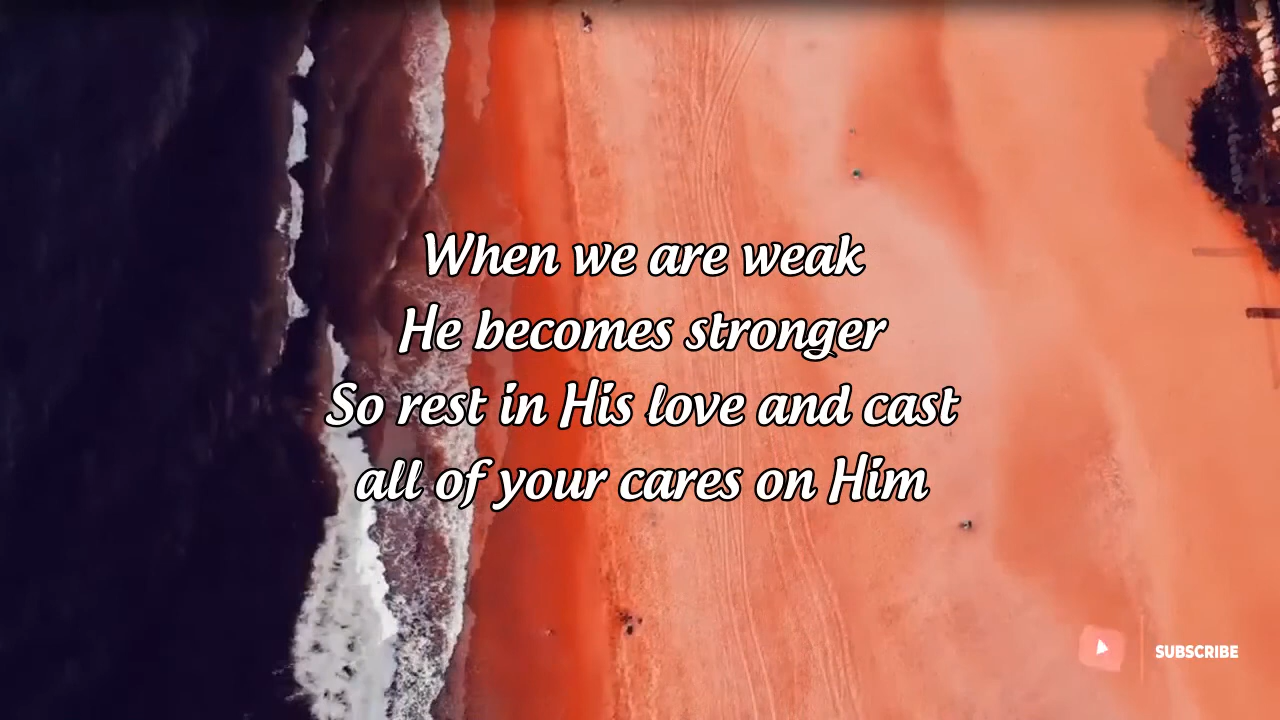 When we are weak
He becomes stronger
So rest in His love and cast
all of your cares on Him
SUBSCRIBE